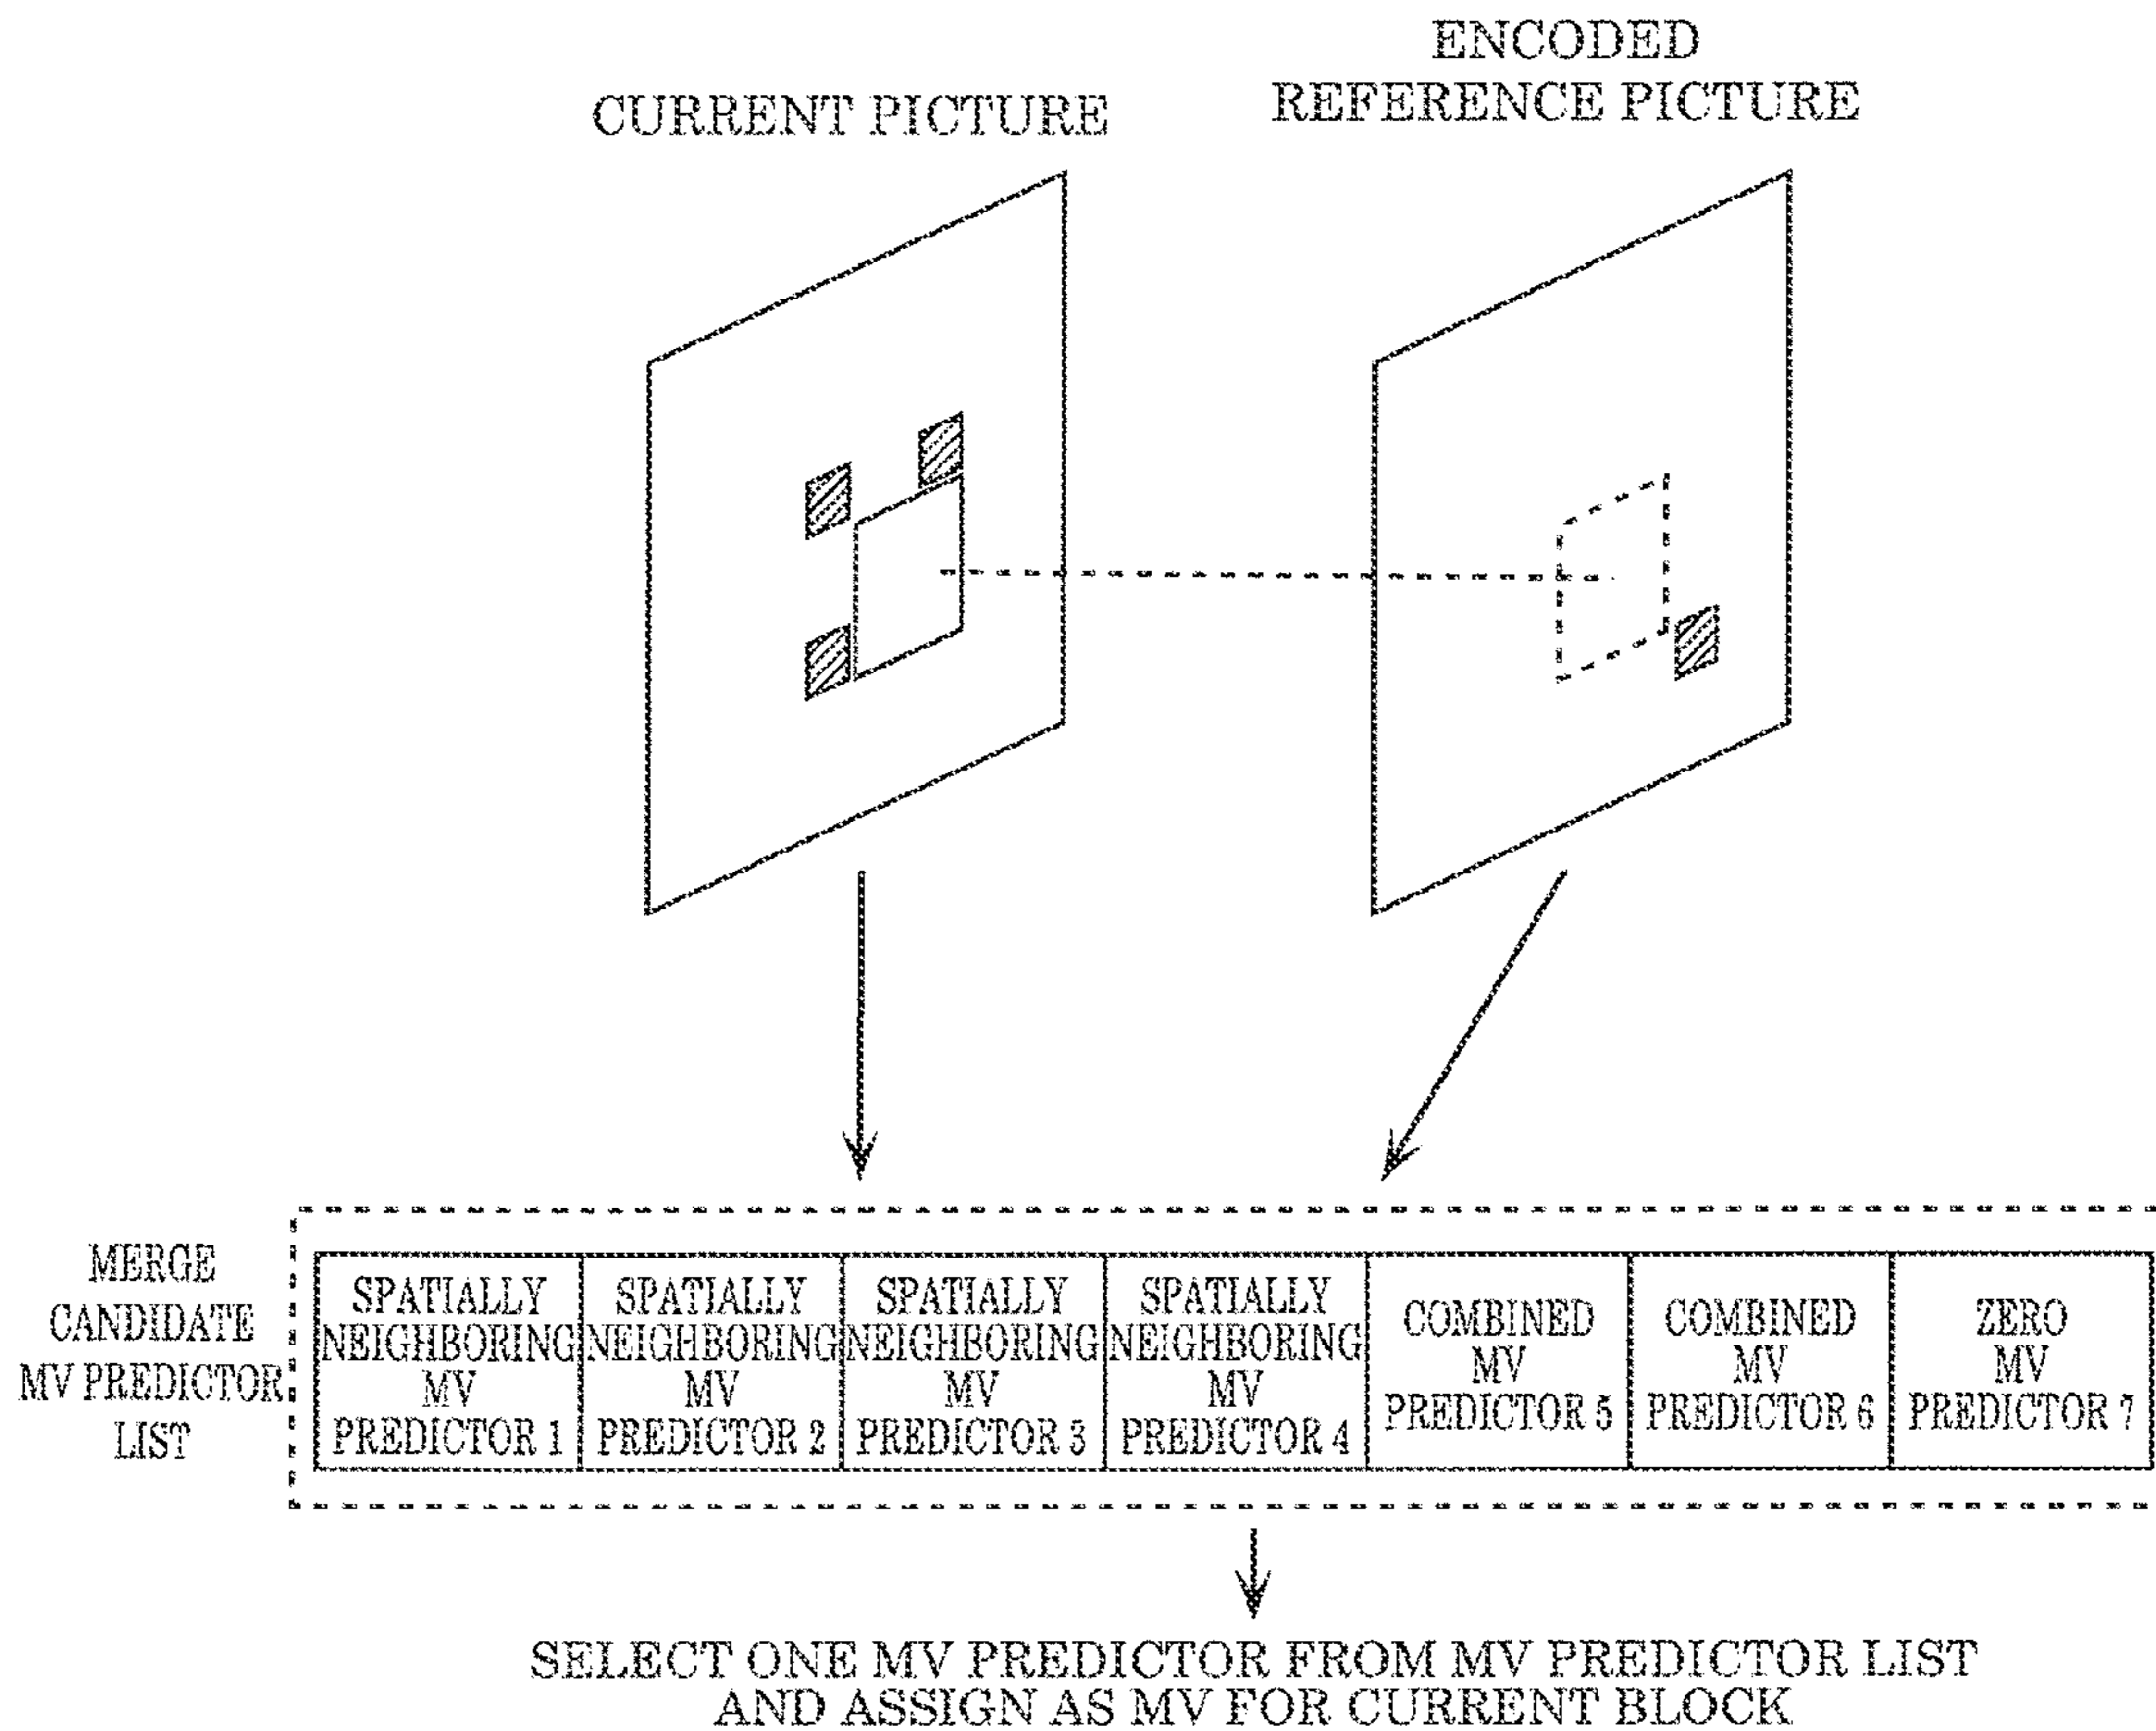 ENCODED
REFERENCE PICTURE
CURRENT PICTURE
MERGE
CANDIDATE
MV PREDICTOR
LIST
SPATIALLY
NEIGHBORING
MV
PREDICTOR 1
SPATIALLY
NEIGHBORING
MV
PREDICTOR 2
SPATIALLY
NEIGHBORING
MV
PREDICTOR 3
SPATIALLY
NEIGHBORING
MV
PREDICTOR 4
COMBINED
MV
PREDICTOR 5
COMBINED
MV
PREDICTOR 6
ZERO
MV
PREDICTOR 7
SELECT ONE MV PREDICTOR FROM MV PREDICTOR LIST
AND ASSIGN AS MV FOR CURRENT BLOCK